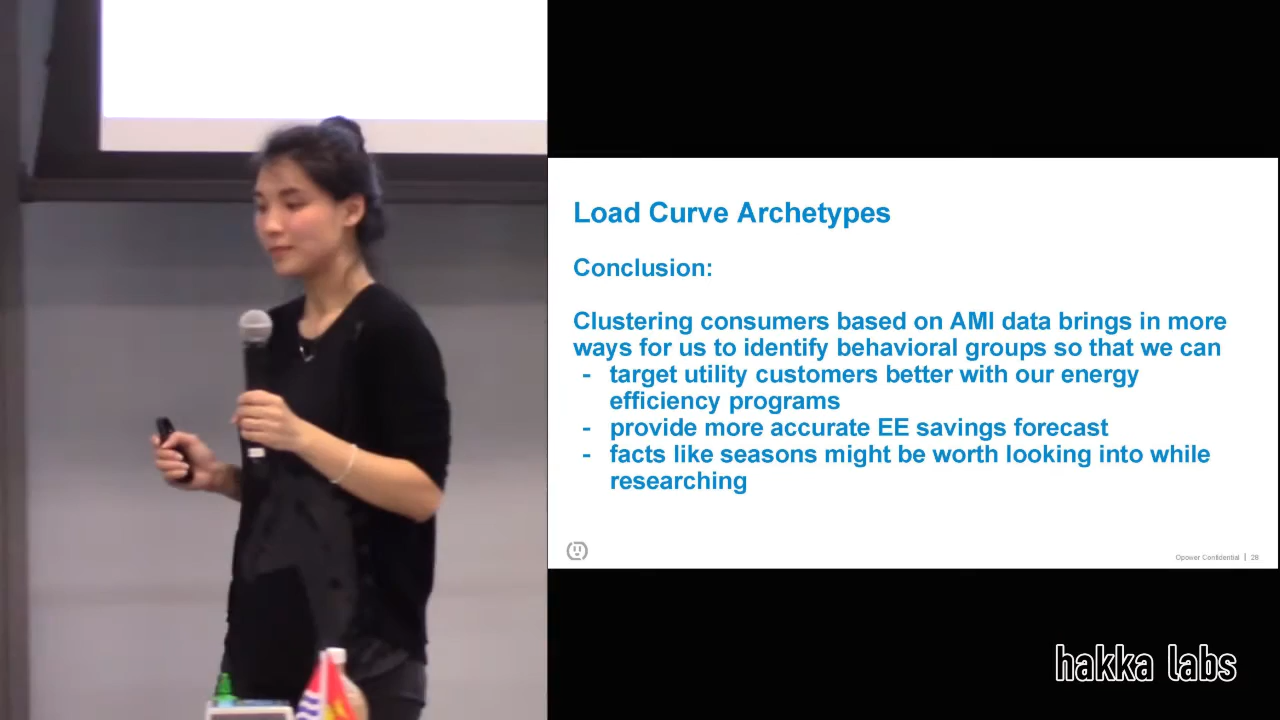 Load Curve Archetypes
Conclusion:
Clustering consumers based on AMI data brings in more
ways for us to identify behavioral groups so that we can
- target utility customers better with our energy
efficiency programs
- provide more accurate EE savings forecast
- facts like seasons might be worth looking into while
researching
Opower Confidential | 28
hakka labs